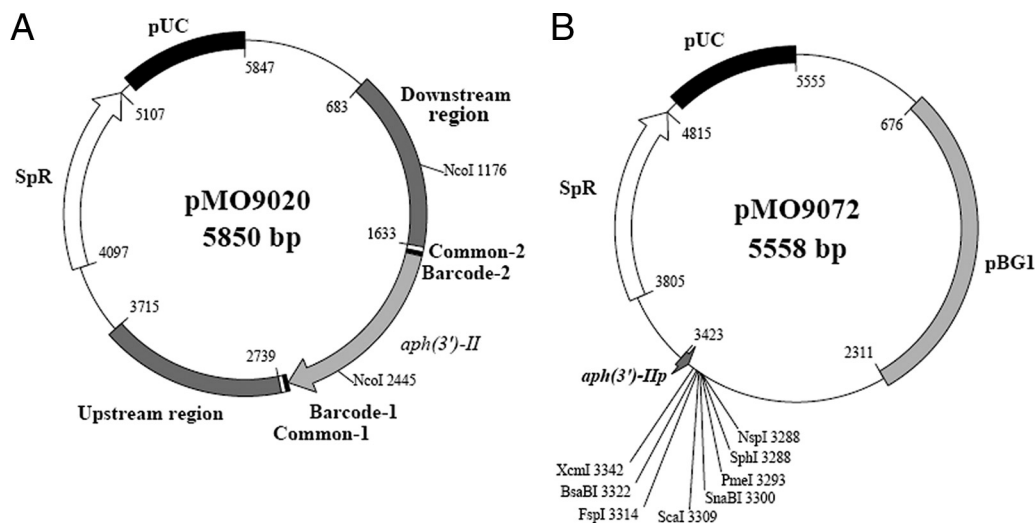 A
pUC
5847
683
Downstream
region
NcoI 1176
5107
SpR
pMO9020
5850 bp
1633
Common-2
Barcode-2
4097
3715
aph(3')-II
2739
NcoI 2445
Upstream region
Barcode-1
Common-1
B
pUC
5555
676
4815
SpR
pMO9072
5558 bp
pBG1
3805
3423
2311
aph(3')-IIp
NspI 3288
XcmI 3342
SphI 3288
BsaBI 3322
PmeI 3293
FspI 3314
SnaBI 3300
ScaI 3309